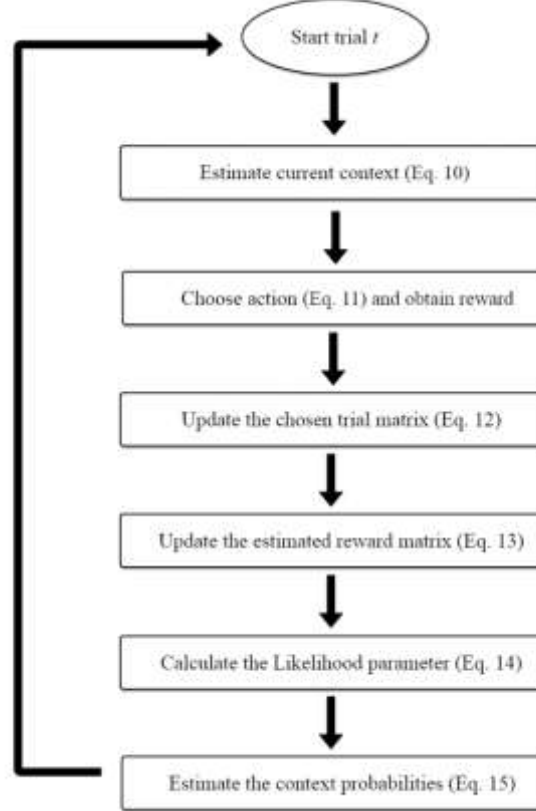 Start trial t
Estimate current context (Eq. 10)
Choose action (Eq. 11) and obtain reward
Update the chosen trial matrix (Eq. 12)
Update the estimated reward matrix (Eq. 13)
Calculate the Likelihood parameter (Eq. 14)
Estimate the context probabilities (Eq. 15)